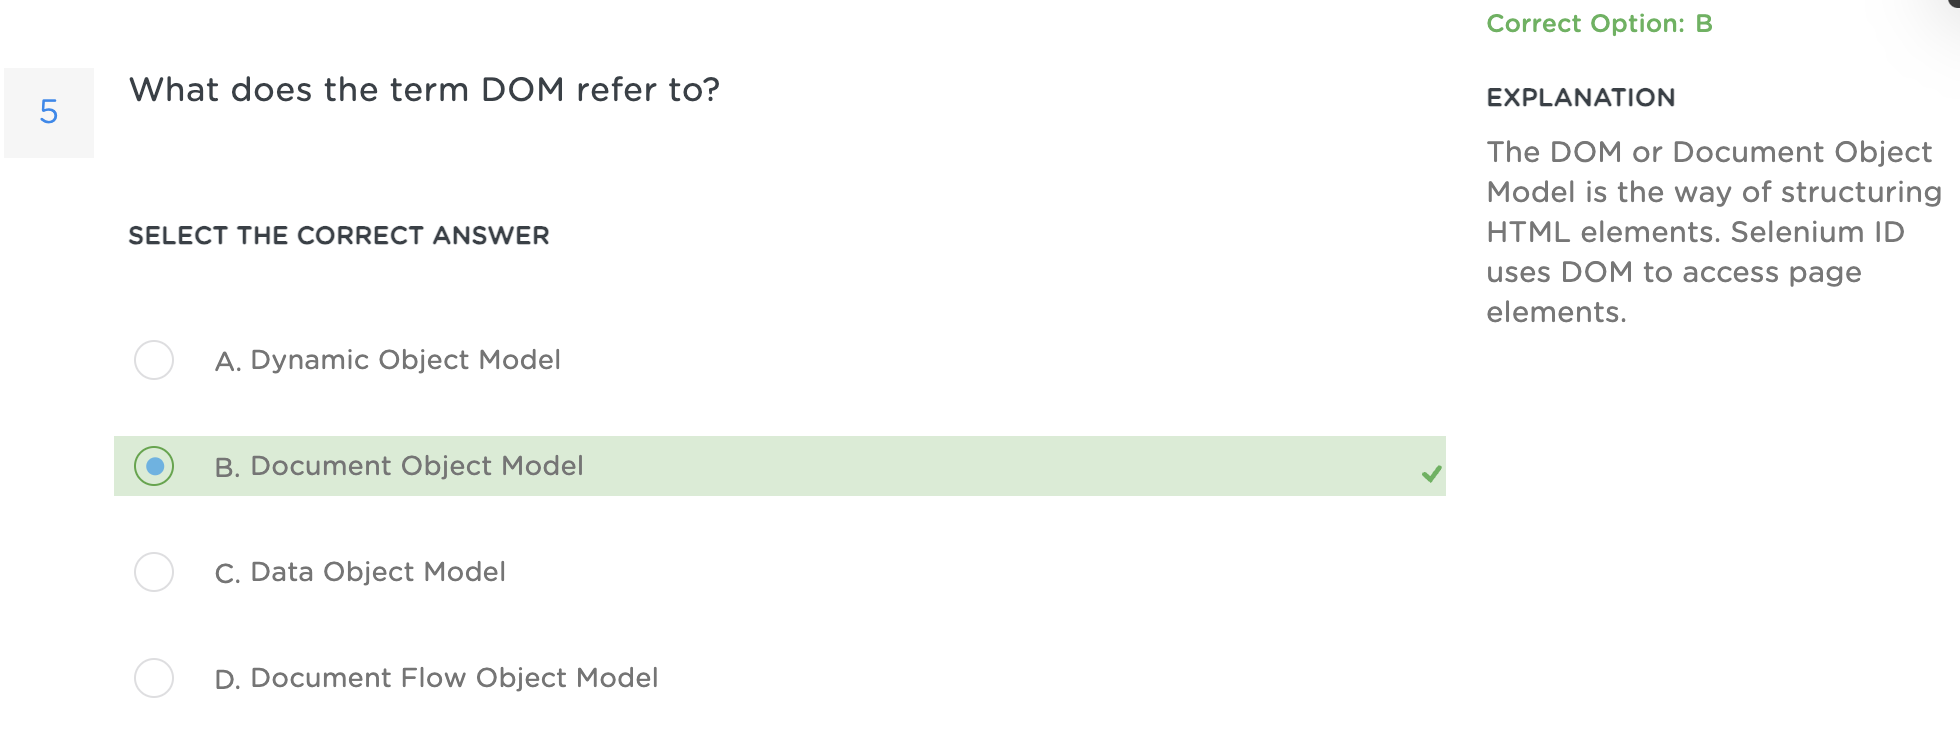 5
What does the term DOM refer to?
SELECT THE CORRECT ANSWER
A. Dynamic Object Model
B. Document Object Model
C. Data Object Model
D. Document Flow Object Model
Correct Option: B
EXPLANATION
The DOM or Document Object
Model is the way of structuring
HTML elements. Selenium ID
uses DOM to access page
elements.